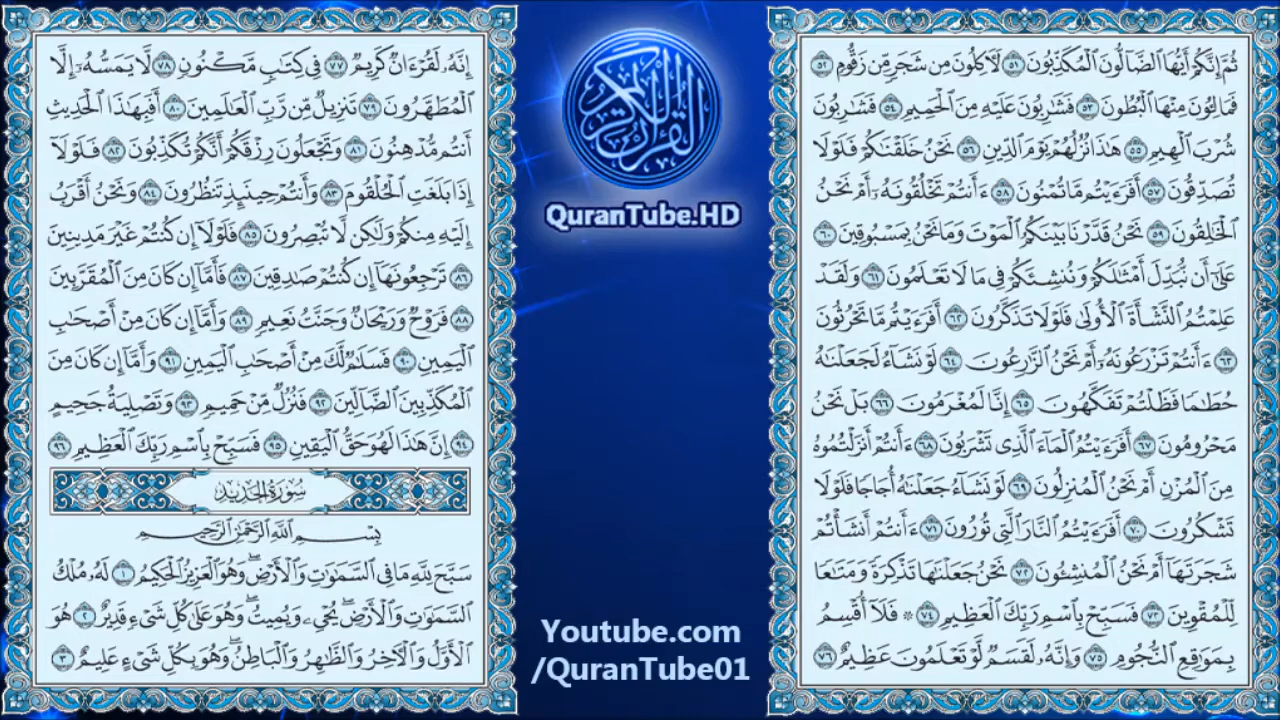 ثُمَّ إِنَّكُمْ أَيُّهَا الضَّالُّونَ الْمُكَذِّبُونَ ٥١ لَآكِلُونَ مِن شَجَرٍ مِّن زَقُّومٍ ٥٢
فَمَالِئُونَ مِنْهَا الْبُطُونَ ٥٣ فَشَارِبُونَ عَلَيْهِ مِنَ الْحَمِيمِ ٥٤ فَشَارِبُونَ
شُرْبَ الْهِيمِ ٥٥ هَٰذَا نُزُلُهُمْ يَوْمَ الدِّينِ ٥٦ نَحْنُ خَلَقْنَاكُمْ فَلَوْلَا
تُصَدِّقُونَ ٥٧ أَفَرَءَيْتُم مَّا تُمْنُونَ ٥٨ ءَأَنتُمْ تَخْلُقُونَهُۥٓ أَمْ نَحْنُ
الْخَالِقُونَ ٥٩ نَحْنُ قَدَّرْنَا بَيْنَكُمُ الْمَوْتَ وَمَا نَحْنُ بِمَسْبُوقِينَ ٦٠
عَلَىٰٓ أَن نُّبَدِّلَ أَمْثَالَكُمْ وَنُنشِئَكُمْ فِي مَا لَا تَعْلَمُونَ ٦١ وَلَقَدْ
عَلِمْتُمُ النَّشْأَةَ الْأُولَىٰ فَلَوْلَا تَذَكَّرُونَ ٦٢ أَفَرَءَيْتُم مَّا تَحْرُثُونَ
٦٣ ءَأَنتُمْ تَزْرَعُونَهُۥٓ أَمْ نَحْنُ الزَّارِعُونَ ٦٤ لَوْ نَشَآءُ لَجَعَلْنَاهُ
حُطَامًا فَظَلْتُمْ تَفَكَّهُونَ ٦٥ إِنَّا لَمُغْرَمُونَ ٦٦ بَلْ نَحْنُ
مَحْرُومُونَ ٦٧ أَفَرَءَيْتُمُ الْمَآءَ الَّذِي تَشْرَبُونَ ٦٨ ءَأَنتُمْ أَنزَلْتُمُوهُ
مِنَ الْمُزْنِ أَمْ نَحْنُ الْمُنزِلُونَ ٦٩ لَوْ نَشَآءُ جَعَلْنَاهُ أُجَاجًا فَلَوْلَا
تَشْكُرُونَ ٧٠ أَفَرَءَيْتُمُ النَّارَ الَّتِي تُورُونَ ٧١ ءَأَنتُمْ أَنشَأْتُمْ
شَجَرَتَهَآ أَمْ نَحْنُ الْمُنشِئُونَ ٧٢ نَحْنُ جَعَلْنَاهَا تَذْكِرَةً وَمَتَاعًا
لِّلْمُقْوِينَ ٧٣ فَسَبِّحْ بِاسْمِ رَبِّكَ الْعَظِيمِ ٧٤ ۞ فَلَآ أُقْسِمُ
بِمَوَاقِعِ النُّجُومِ ٧٥ وَإِنَّهُۥ لَقَسَمٌ لَّوْ تَعْلَمُونَ عَظِيمٌ ٧٦
القرآن الكريم
QuranTube.HD
Youtube.com
/QuranTube01
إِنَّهُۥ لَقُرْءَانٌ كَرِيمٌ ٧٧ فِي كِتَابٍ مَّكْنُونٍ ٧٨ لَّا يَمَسُّهُۥٓ إِلَّا
الْمُطَهَّرُونَ ٧٩ تَنزِيلٌ مِّن رَّبِّ الْعَالَمِينَ ٨٠ أَفَبِهَٰذَا الْحَدِيثِ
أَنتُم مُّدْهِنُونَ ٨١ وَتَجْعَلُونَ رِزْقَكُمْ أَنَّكُمْ تُكَذِّبُونَ ٨٢ فَلَوْلَآ
إِذَا بَلَغَتِ الْحُلْقُومَ ٨٣ وَأَنتُمْ حِينَئِذٍ تَنظُرُونَ ٨٤ وَنَحْنُ أَقْرَبُ
إِلَيْهِ مِنكُمْ وَلَٰكِن لَّا تُبْصِرُونَ ٨٥ فَلَوْلَآ إِن كُنتُمْ غَيْرَ مَدِينِينَ
٨٦ تَرْجِعُونَهَآ إِن كُنتُمْ صَادِقِينَ ٨٧ فَأَمَّآ إِن كَانَ مِنَ الْمُقَرَّبِينَ
٨٨ فَرَوْحٌ وَرَيْحَانٌ وَجَنَّتُ نَعِيمٍ ٨٩ وَأَمَّآ إِن كَانَ مِنْ أَصْحَابِ
الْيَمِينِ ٩٠ فَسَلَامٌ لَّكَ مِنْ أَصْحَابِ الْيَمِينِ ٩١ وَأَمَّآ إِن كَانَ مِنَ
الْمُكَذِّبِينَ الضَّآلِّينَ ٩٢ فَنُزُلٌ مِّنْ حَمِيمٍ ٩٣ وَتَصْلِيَةُ جَحِيمٍ
٩٤ إِنَّ هَٰذَا لَهُوَ حَقُّ الْيَقِينِ ٩٥ فَسَبِّحْ بِاسْمِ رَبِّكَ الْعَظِيمِ ٩٦
سُورَةُ الْحَدِيدِ
بِسْمِ اللَّهِ الرَّحْمَٰنِ الرَّحِيمِ
سَبَّحَ لِلَّهِ مَا فِي السَّمَاوَاتِ وَالْأَرْضِ ۖ وَهُوَ الْعَزِيزُ الْحَكِيمُ ١ لَهُۥ مُلْكُ
السَّمَاوَاتِ وَالْأَرْضِ ۖ يُحْيِي وَيُمِيتُ ۖ وَهُوَ عَلَىٰ كُلِّ شَيْءٍ قَدِيرٌ ٢ هُوَ
الْأَوَّلُ وَالْآخِرُ وَالظَّاهِرُ وَالْبَاطِنُ ۖ وَهُوَ بِكُلِّ شَيْءٍ عَلِيمٌ ٣